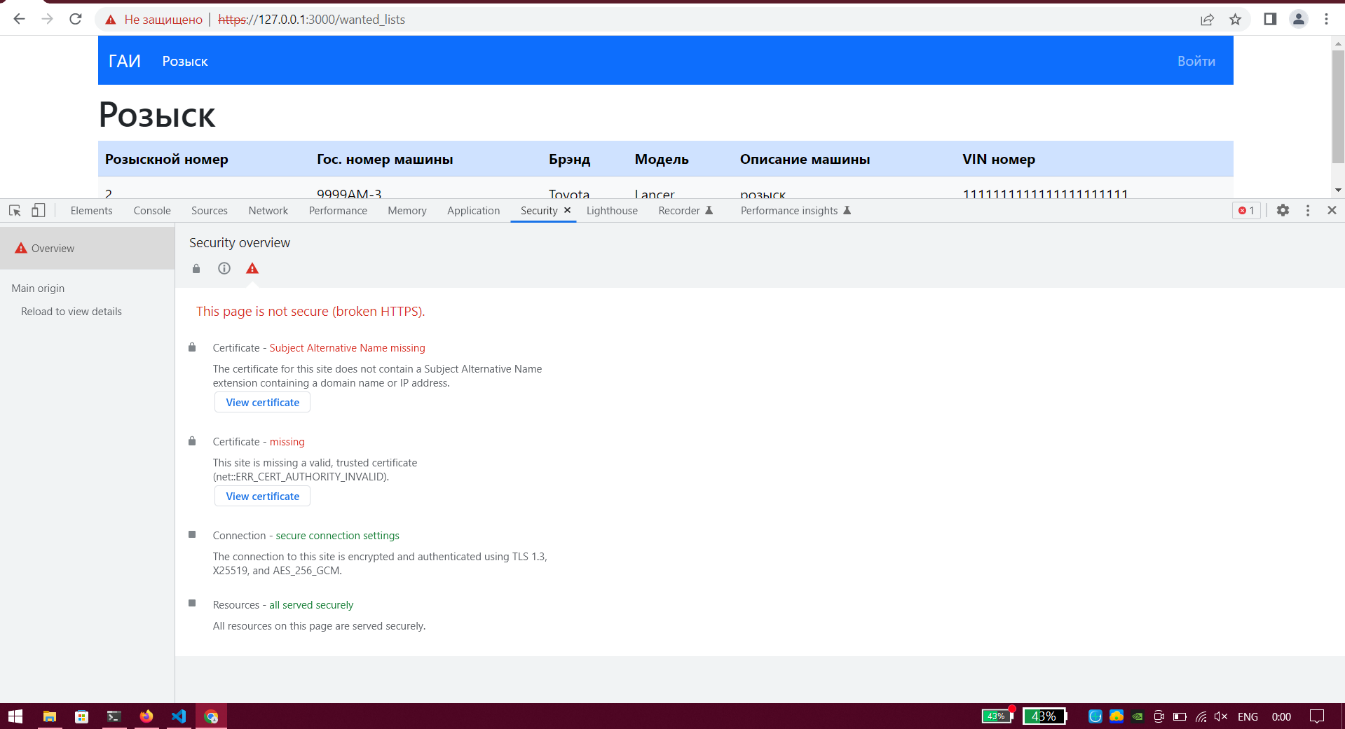 Не защищено | https://127.0.0.1:3000/wanted_lists
ГАИ Розыск Войти
Розыск
Розыскной номер Гос. номер машины Брэнд Модель Описание машины VIN номер
2 9999AM-3 Toyota Lancer розыск
Elements Console Sources Network Performance Memory Application Security Lighthouse Recorder Performance insights 1
Overview
Main origin
Reload to view details
Security overview
This page is not secure (broken HTTPS).
Certificate - Subject Alternative Name missing
The certificate for this site does not contain a Subject Alternative Name
extension containing a domain name or IP address.
View certificate
Certificate - missing
This site is missing a valid, trusted certificate
(net::ERR_CERT_AUTHORITY_INVALID).
View certificate
Connection - secure connection settings
The connection to this site is encrypted and authenticated using TLS 1.3,
X25519, and AES_256_GCM.
Resources - all served securely
All resources on this page are served securely.
43% 43% ENG 0:00